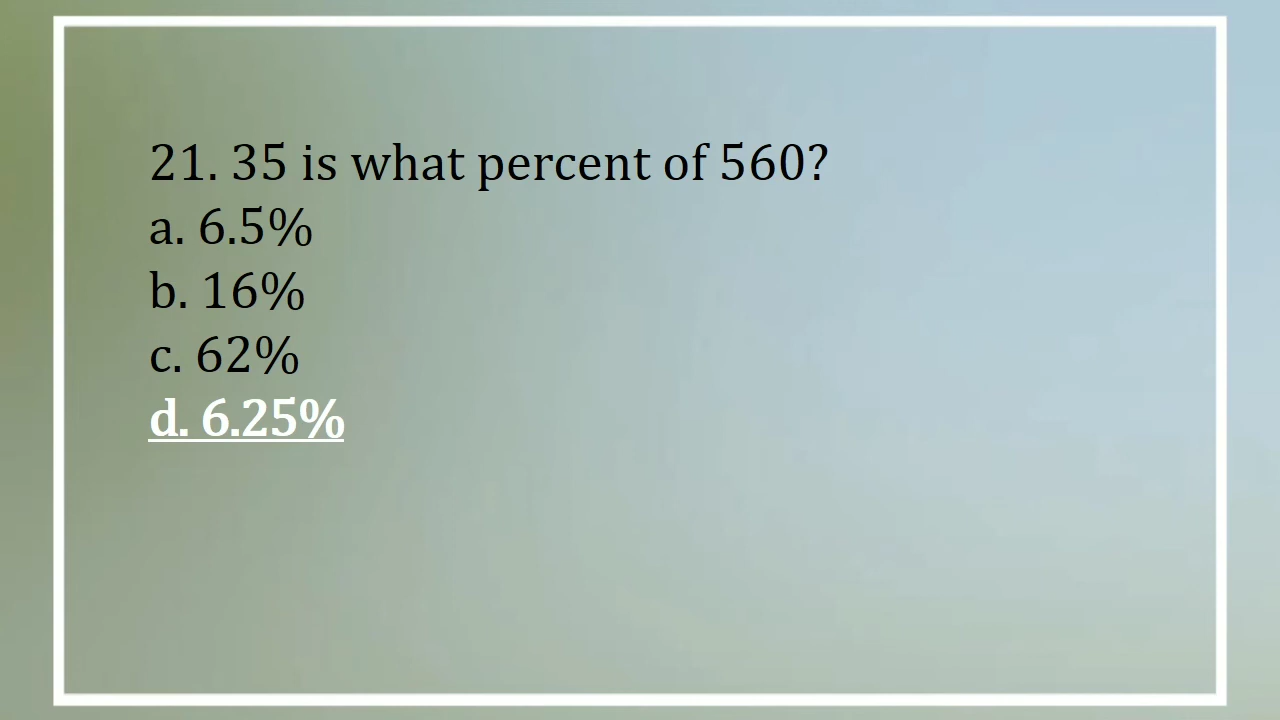 21. 35 is what percent of 560?
a. 6.5%
b. 16%
c. 62%
d. 6.25%